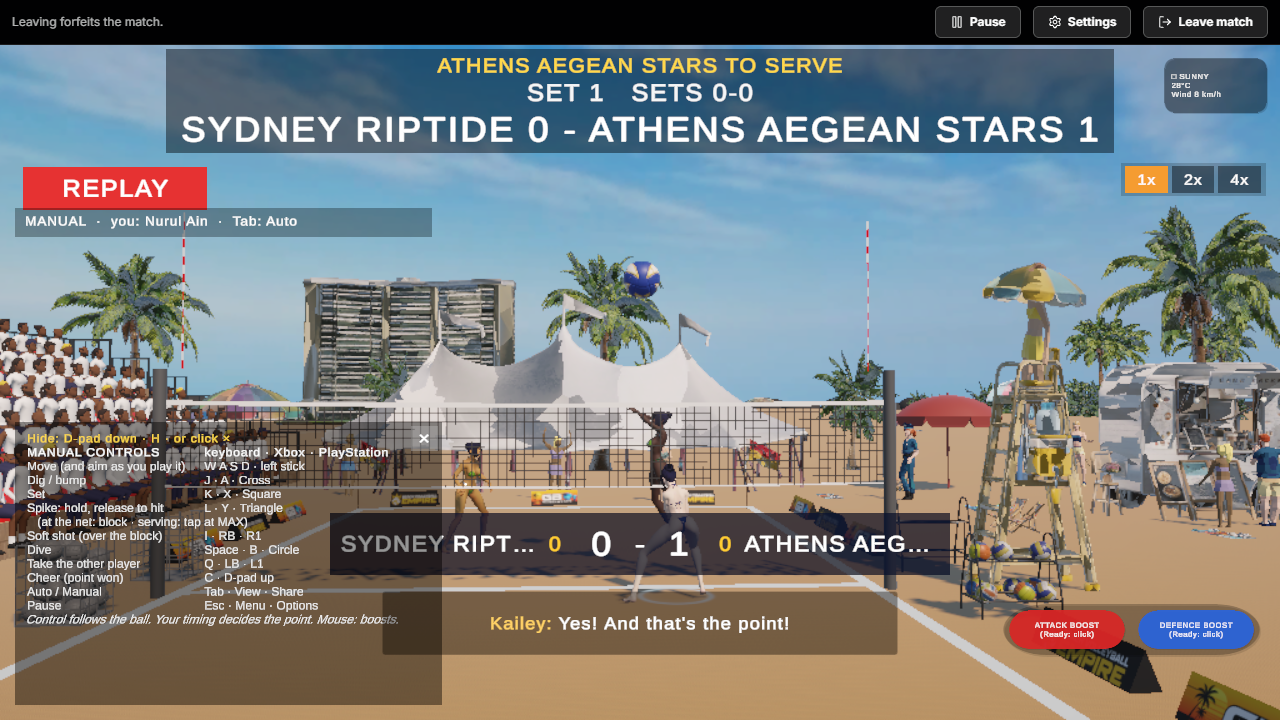 Leaving forfeits the match.
Pause
Settings
Leave match
ATHENS AEGEAN STARS TO SERVE
SET 1 SETS 0-0
SYDNEY RIPTIDE 0 - ATHENS AEGEAN STARS 1
SUNNY
28°C
Wind 8 km/h
REPLAY
1x 2x 4x
MANUAL · you: Nurul Ain · Tab: Auto
Hide: D-pad down · H · or click ×
MANUAL CONTROLS keyboard · Xbox · PlayStation
Move (and aim as you play it) W A S D · left stick
Dig / bump J · A · Cross
Set K · X · Square
Spike: hold, release to hit L · Y · Triangle
(at the net: block · serving: tap at MAX)
Soft shot (over the block) I · RB · R1
Dive Space · B · Circle
Take the other player Q · LB · L1
Cheer (point won) C · D-pad up
Auto / Manual Tab · View · Share
Pause Esc · Menu · Options
Control follows the ball. Your timing decides the point. Mouse: boosts.
SYDNEY RIPT... 0 0 - 1 0 ATHENS AEG...
Kailey: Yes! And that's the point!
ATTACK BOOST
(Ready: click)
DEFENCE BOOST
(Ready: click)
EMPIRE